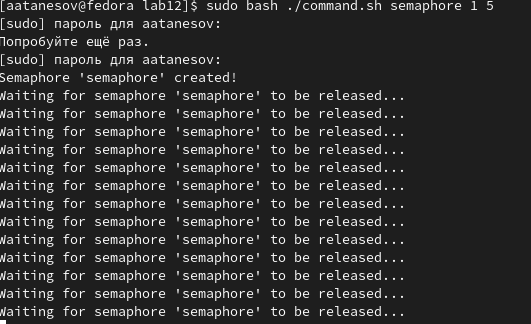 [aatanesov@fedora lab12]$ sudo bash ./command.sh semaphore 1 5
[sudo] пароль для aatanesov:
Попробуйте ещё раз.
[sudo] пароль для aatanesov:
Semaphore 'semaphore' created!
Waiting for semaphore 'semaphore' to be released...
Waiting for semaphore 'semaphore' to be released...
Waiting for semaphore 'semaphore' to be released...
Waiting for semaphore 'semaphore' to be released...
Waiting for semaphore 'semaphore' to be released...
Waiting for semaphore 'semaphore' to be released...
Waiting for semaphore 'semaphore' to be released...
Waiting for semaphore 'semaphore' to be released...
Waiting for semaphore 'semaphore' to be released...
Waiting for semaphore 'semaphore' to be released...
Waiting for semaphore 'semaphore' to be released...
Waiting for semaphore 'semaphore' to be released...
Waiting for semaphore 'semaphore' to be released...